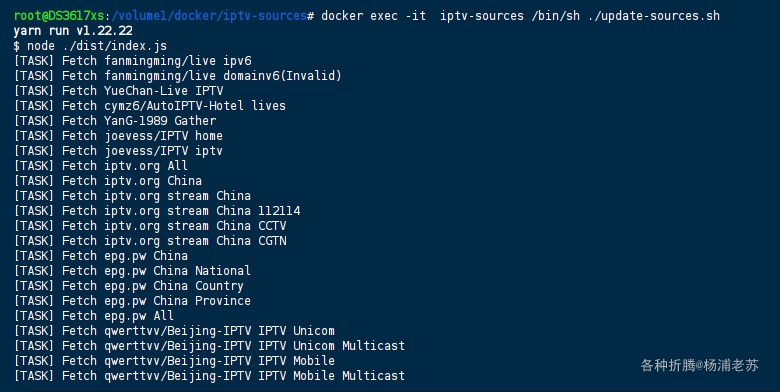 root@DS3617xs:/volume1/docker/iptv-sources# docker exec -it  iptv-sources /bin/sh ./update-sources.sh
yarn run v1.22.22
$ node ./dist/index.js
[TASK] Fetch fanmingming/live ipv6
[TASK] Fetch fanmingming/live domainv6(Invalid)
[TASK] Fetch YueChan-Live IPTV
[TASK] Fetch cymz6/AutoIPTV-Hotel lives
[TASK] Fetch YanG-1989 Gather
[TASK] Fetch joevess/IPTV home
[TASK] Fetch joevess/IPTV iptv
[TASK] Fetch iptv.org All
[TASK] Fetch iptv.org China
[TASK] Fetch iptv.org stream China
[TASK] Fetch iptv.org stream China 112114
[TASK] Fetch iptv.org stream China CCTV
[TASK] Fetch iptv.org stream China CGTN
[TASK] Fetch epg.pw China
[TASK] Fetch epg.pw China National
[TASK] Fetch epg.pw China Country
[TASK] Fetch epg.pw China Province
[TASK] Fetch epg.pw All
[TASK] Fetch qwerttvv/Beijing-IPTV IPTV Unicom
[TASK] Fetch qwerttvv/Beijing-IPTV IPTV Unicom Multicast
[TASK] Fetch qwerttvv/Beijing-IPTV IPTV Mobile
[TASK] Fetch qwerttvv/Beijing-IPTV IPTV Mobile Multicast
各种折腾@杨浦老苏